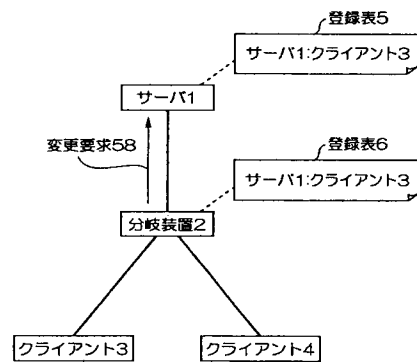 登録表5
サーバ1:クライアント3
サーバ1
変更要求58
登録表6
サーバ1:クライアント3
分岐装置2
クライアント3
クライアント4